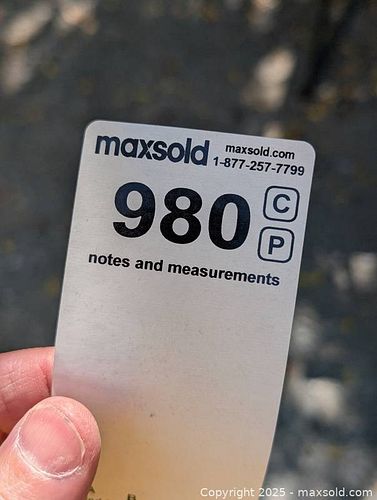 maxsold maxsold.com
1-877-257-7799
980 C
P
notes and measurements
Copyright 2025 - maxsold.com